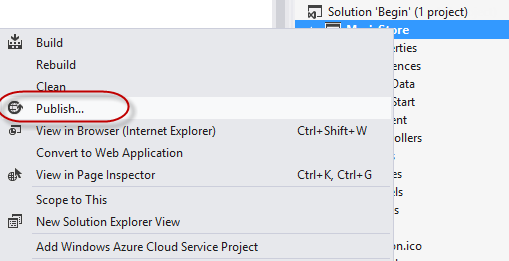 Solution 'Begin' (1 project)
Store
Build
Rebuild
Clean
Publish...
View in Browser (Internet Explorer) Ctrl+Shift+W
Convert to Web Application
View in Page Inspector Ctrl+K, Ctrl+G
Scope to This
New Solution Explorer View
Add Windows Azure Cloud Service Project
erties
ences
Data
Start
ent
ollers
s
es
els
s
on.ico